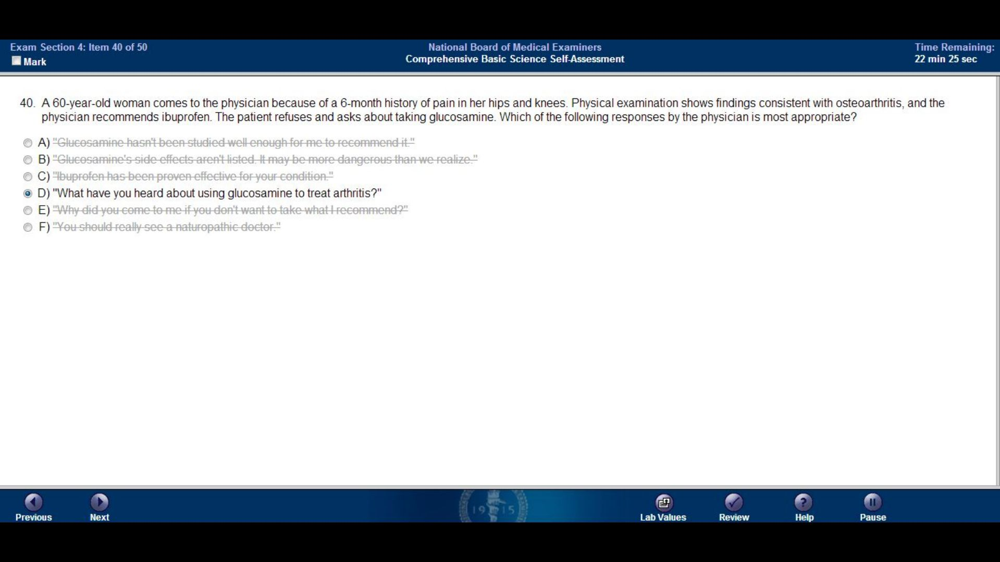 Exam Section 4: Item 40 of 50
National Board of Medical Examiners
Time Remaining:
Mark
Comprehensive Basic Science Self-Assessment
22 min 25 sec
40. A 60-year-old woman comes to the physician because of a 6-month history of pain in her hips and knees. Physical examination shows findings consistent with osteoarthritis, and the
physician recommends ibuprofen. The patient refuses and asks about taking glucosamine. Which of the following responses by the physician is most appropriate?
A) "Glucosamine hasn't been studied well enough for me to recommend it."
B) "Glucosamine's side effects aren't listed. It may be more dangerous than we realize."
C) "Ibuprofen has been proven effective for your condition."
D) "What have you heard about using glucosamine to treat arthritis?"
E) "Why did you come to me if you don't want to take what I recommend?"
F) "You should really see a naturopathic doctor."
1915
Previous
Next
Lab Values
Review
Help
Pause